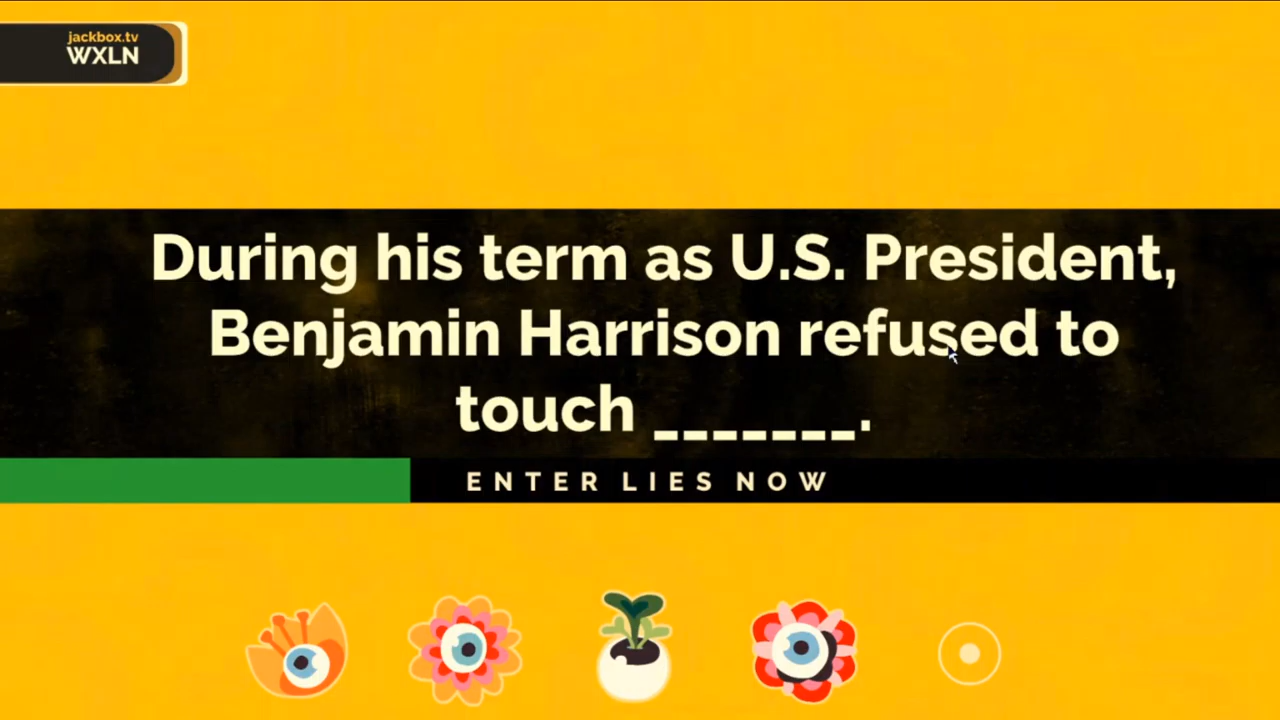 jackbox.tv
WXLN
During his term as U.S. President,
Benjamin Harrison refused to
touch _______.
ENTER LIES NOW